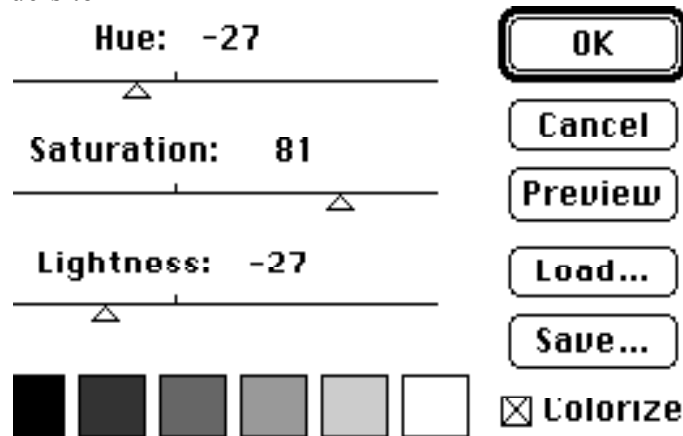 Hue: -27
OK
Cancel
Saturation: 81
Preview
Lightness: -27
Load...
Save...
Colorize